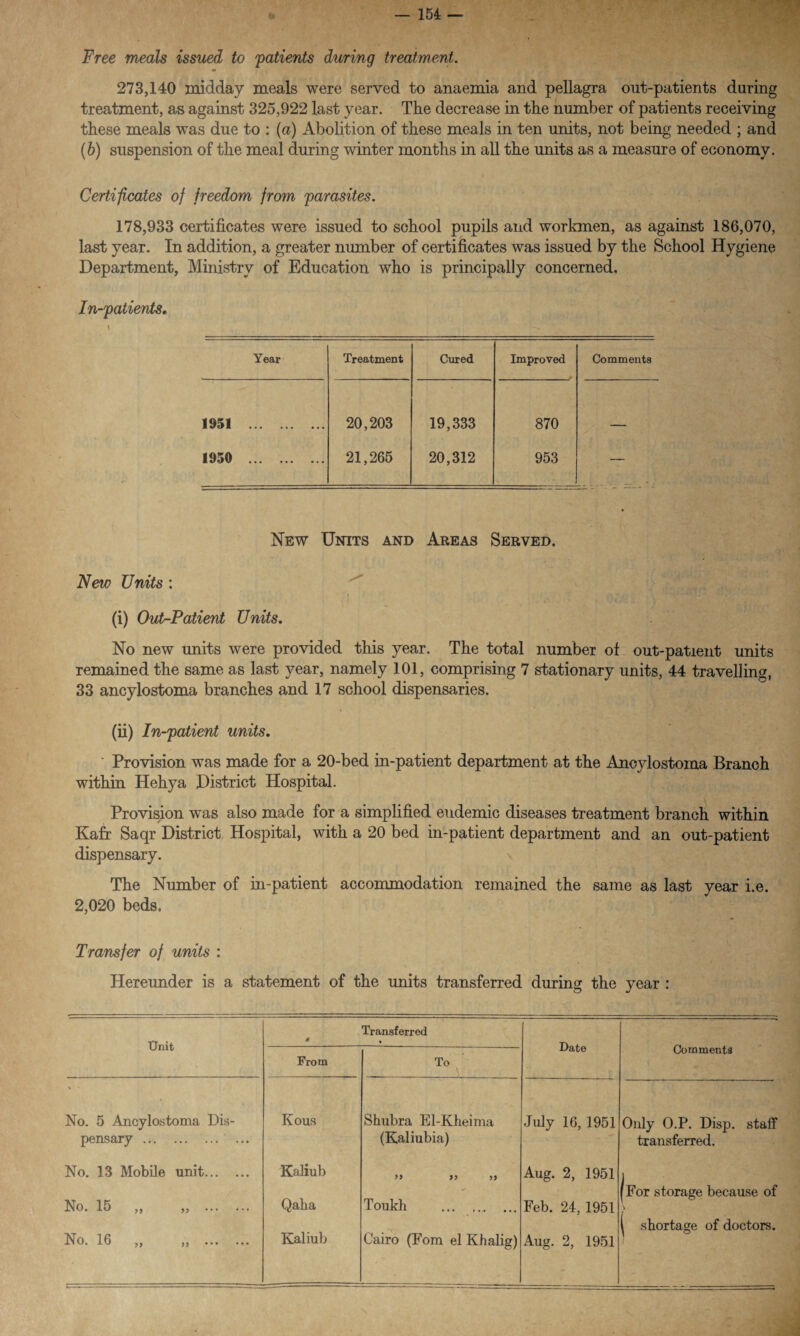 — 154 —
Free meals issued to patients during treatment.
273,140 midday meals were served to anaemia and pellagra out-patients during
treatment, as against 325,922 last year. The decrease in the number of patients receiving
these meals was due to : (a) Abolition of these meals in ten units, not being needed ; and
(b) suspension of the meal during winter months in all the units as a measure of economy.
Certificates of freedom from parasites.
178,933 certificates were issued to school pupils and workmen, as against 186,070,
last year. In addition, a greater number of certificates was issued by the School Hygiene
Department, Ministry of Education who is principally concerned.
In-patients.
Year Treatment Cured Improved Comments
1951 ... ... ... 20,203 19,333 870 —
1950 ... ... ... 21,265 20,312 953 —
New Units and Areas Served.
New Units :
(i) Out-Patient Units.
No new units were provided this year. The total number of out-patient units
remained the same as last year, namely 101, comprising 7 stationary units, 44 travelling,
33 ancylostoma branches and 17 school dispensaries.
(ii) In-patient units.
Provision was made for a 20-bed in-patient department at the Ancylostoma Branch
within Hehya District Hospital.
Provision was also made for a simplified endemic diseases treatment branch within
Kafr Saqr District Hospital, with a 20 bed in-patient department and an out-patient
dispensary.
The Number of in-patient accommodation remained the same as last year i.e.
2,020 beds.
Transfer of units :
Hereunder is a statement of the units transferred during the year :
Unit Transferred Date Comments
From To
No. 5 Ancylostoma Dis- Kous Shubra El-Kheima July 16, 1951 Only O.P. Disp. staff
pensary ... ... ... ... (Kaliubia) transferred.
No. 13 Mobile unit... ... Kaliub ,, ,, ,, Aug. 2, 1951
For storage because of
No. 15 ,, ,, ... ... Qaha Toukh ... ... ... Feb. 24, 1951
shortage of doctors.
No. 16 ,, ,, ... ... Kaliub Cairo (Fom el Khalig) Aug. 2, 1951